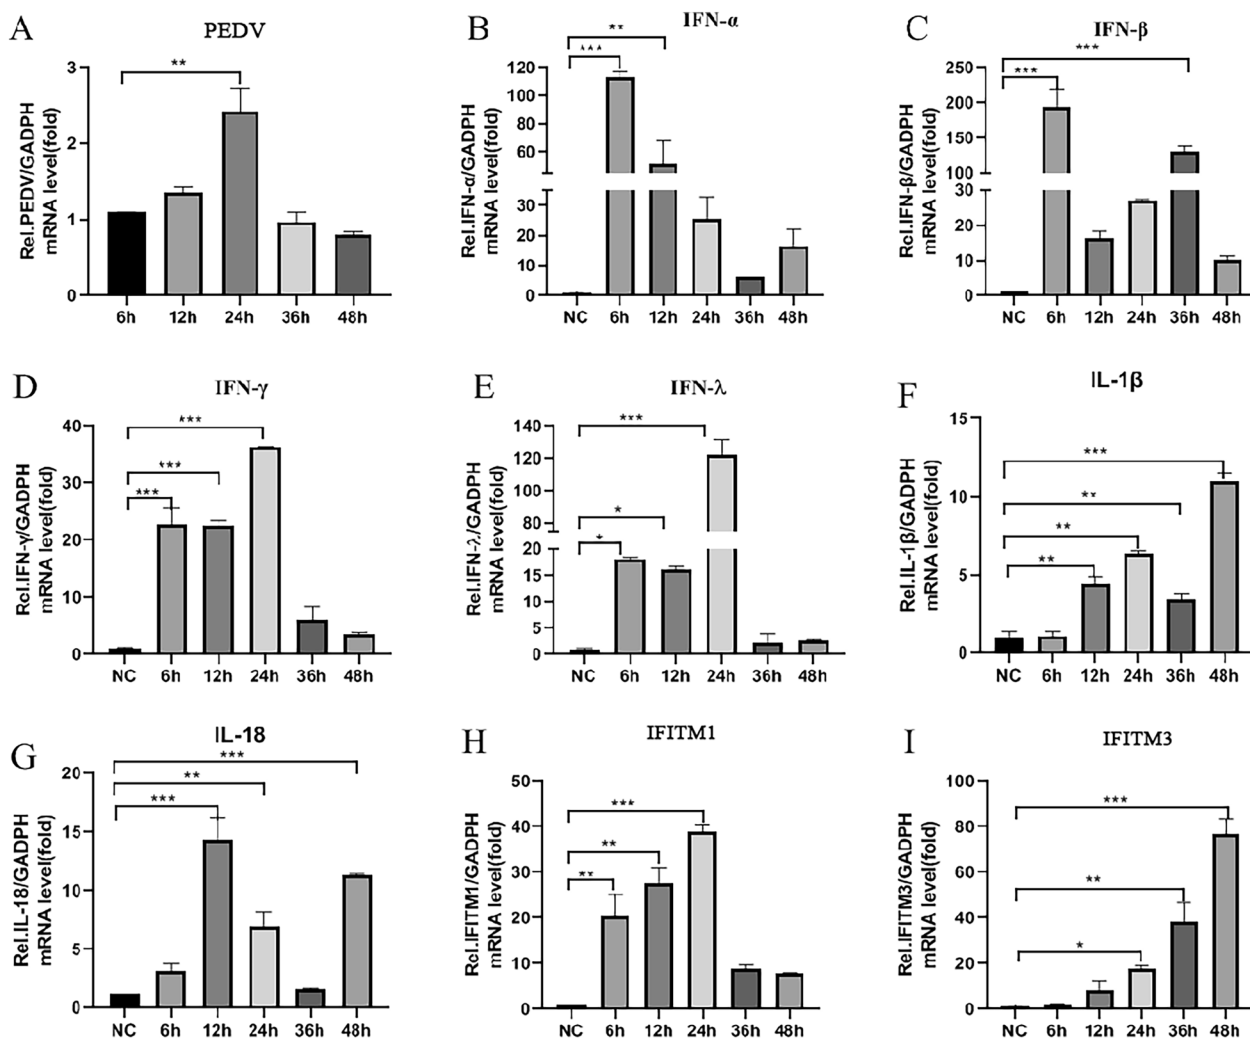 A
PEDV
Rel.PEDV/GADPH
mRNA level(fold)
3
2
1
0
**
6h 12h 24h 36h 48h
B
IFN-α
Rel.IFN-α/GADPH
mRNA level(fold)
120
100
80
60
30
20
10
0
**
***
NC 6h 12h 24h 36h 48h
C
IFN-β
Rel.IFN-β/GADPH
mRNA level(fold)
250
200
150
100
30
20
10
0
***
***
NC 6h 12h 24h 36h 48h
D
IFN-γ
Rel.IFN-γ/GADPH
mRNA level(fold)
40
30
20
10
0
***
***
***
NC 6h 12h 24h 36h 48h
E
IFN-λ
Rel.IFN-λ/GADPH
mRNA level(fold)
140
120
100
80
20
15
10
5
0
***
*
*
NC 6h 12h 24h 36h 48h
F
IL-1β
Rel.IL-1β/GADPH
mRNA level(fold)
15
10
5
0
***
**
**
**
NC 6h 12h 24h 36h 48h
G
IL-18
Rel.IL-18/GADPH
mRNA level(fold)
20
15
10
5
0
***
**
***
NC 6h 12h 24h 36h 48h
H
IFITM1
Rel.IFITM1/GADPH
mRNA level(fold)
50
40
30
20
10
0
***
**
**
NC 6h 12h 24h 36h 48h
I
IFITM3
Rel.IFITM3/GADPH
mRNA level(fold)
100
80
60
40
20
0
***
**
*
NC 6h 12h 24h 36h 48h